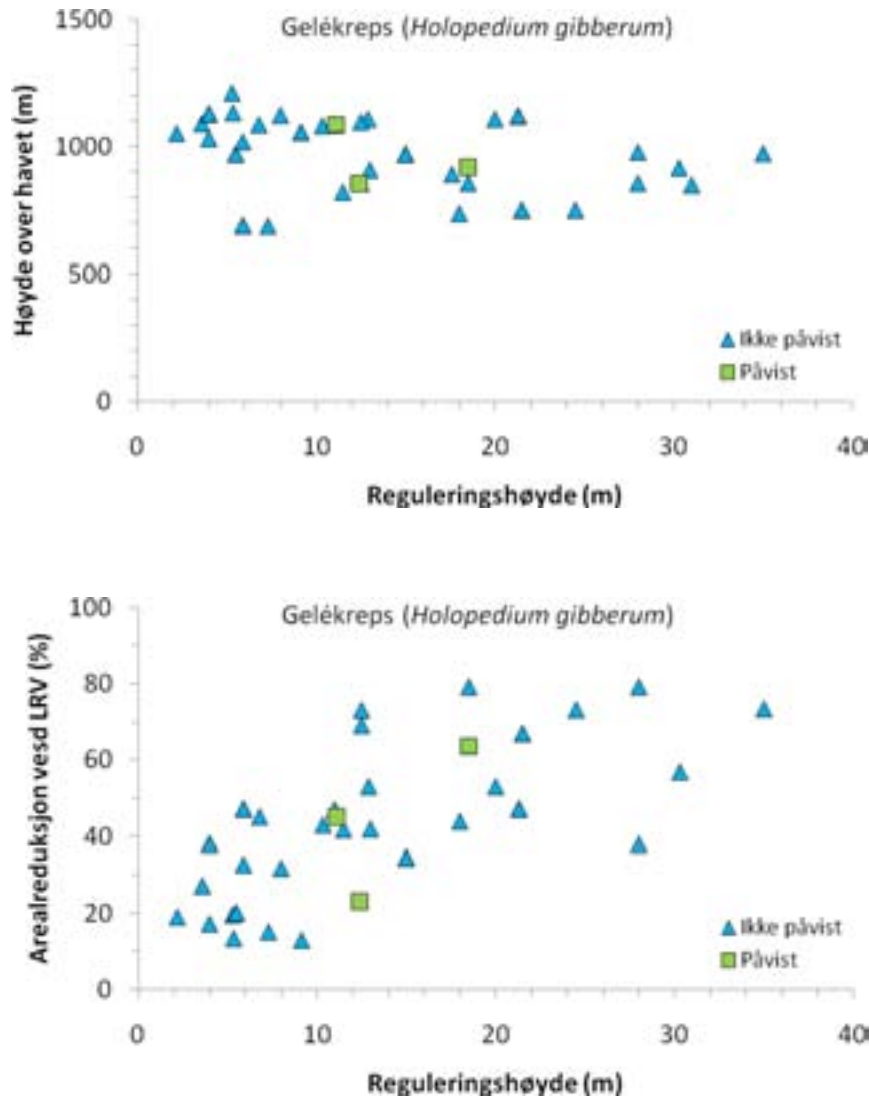 Gelékreps (Holopedium gibberum)
Høyde over havet (m)
1500
1000
500
0
0 10 20 30 40
Reguleringshøyde (m)
Ikke påvist
Påvist
Gelékreps (Holopedium gibberum)
Arealreduksjon vesd LRV (%)
100
80
60
40
20
0
0 10 20 30 40
Reguleringshøyde (m)
Ikke påvist
Påvist